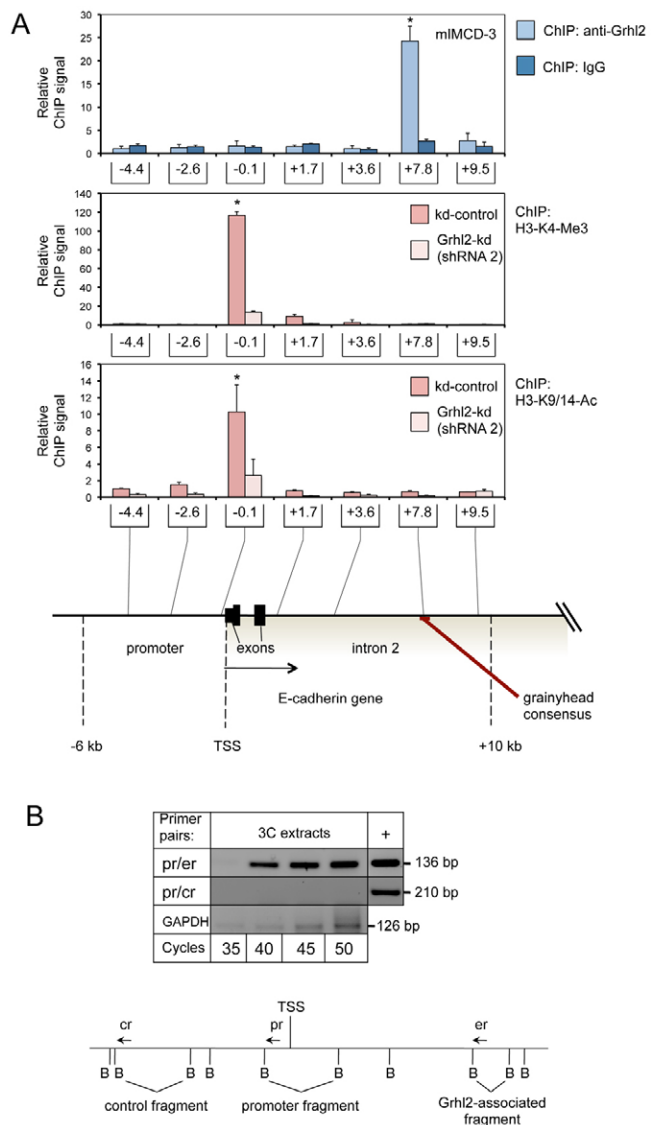 A
mIMCD-3
ChIP: anti-Grhl2
ChIP: IgG
Relative
ChIP signal
30
25
20
15
10
5
0
*
-4.4 -2.6 -0.1 +1.7 +3.6 +7.8 +9.5
Relative
ChIP signal
140
120
100
80
60
40
20
0
*
kd-control
Grhl2-kd
(shRNA 2)
ChIP:
H3-K4-Me3
-4.4 -2.6 -0.1 +1.7 +3.6 +7.8 +9.5
Relative
ChIP signal
16
14
12
10
8
6
4
2
0
*
kd-control
Grhl2-kd
(shRNA 2)
ChIP:
H3-K9/14-Ac
-4.4 -2.6 -0.1 +1.7 +3.6 +7.8 +9.5
promoter exons intron 2
E-cadherin gene
grainyhead
consensus
-6 kb TSS +10 kb
B
Primer
pairs:
3C extracts +
pr/er 136 bp
pr/cr 210 bp
GAPDH 126 bp
Cycles 35 40 45 50
TSS
cr pr er
B B B B B B B B B B
control fragment promoter fragment Grhl2-associated
fragment